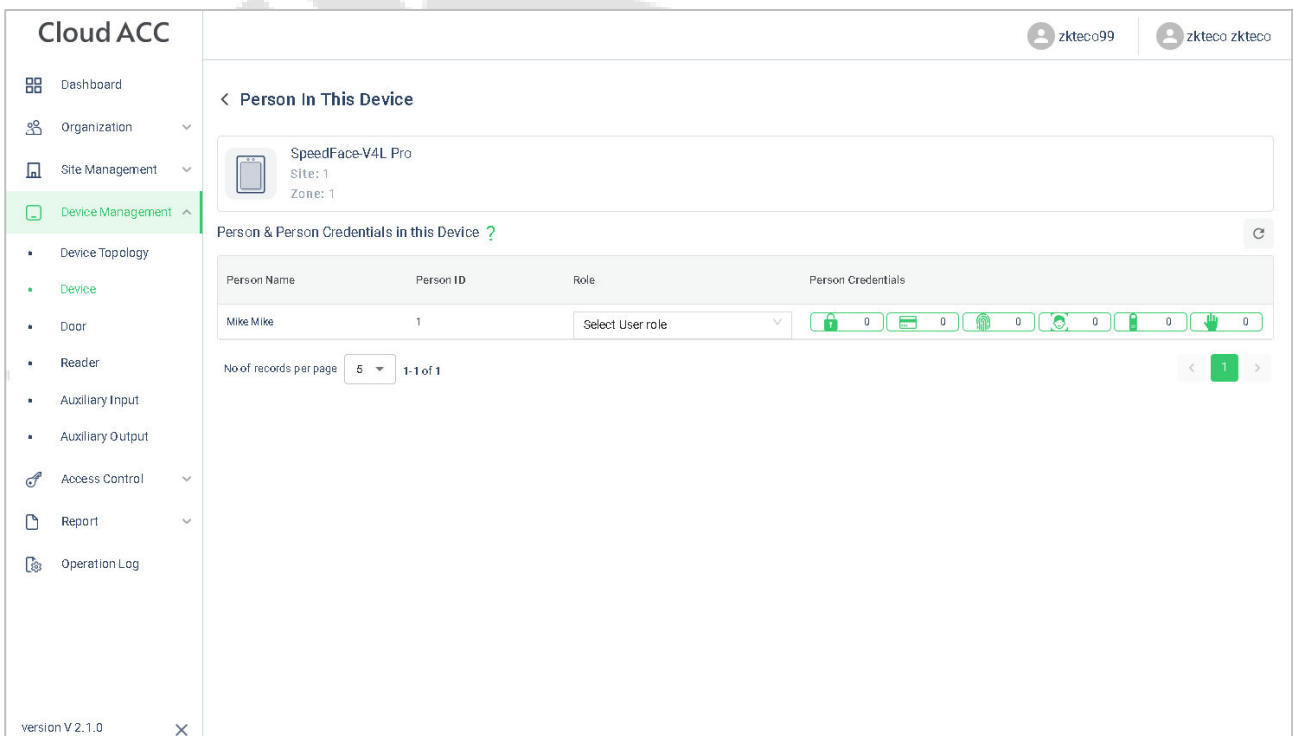 Cloud ACC
zkteco99
zkteco zkteco
Dashboard
Organization
Site Management
Device Management
Device Topology
Device
Door
Reader
Auxiliary Input
Auxiliary Output
Access Control
Report
Operation Log
version V 2.1.0
Person In This Device
SpeedFace-V4L Pro
Site: 1
Zone: 1
Person & Person Credentials in this Device ?
Person Name Person ID Role Person Credentials
Mike Mike 1 Select User role 0 0 0 0 0 0
No of records per page 5 1-1 of 1 < 1 >